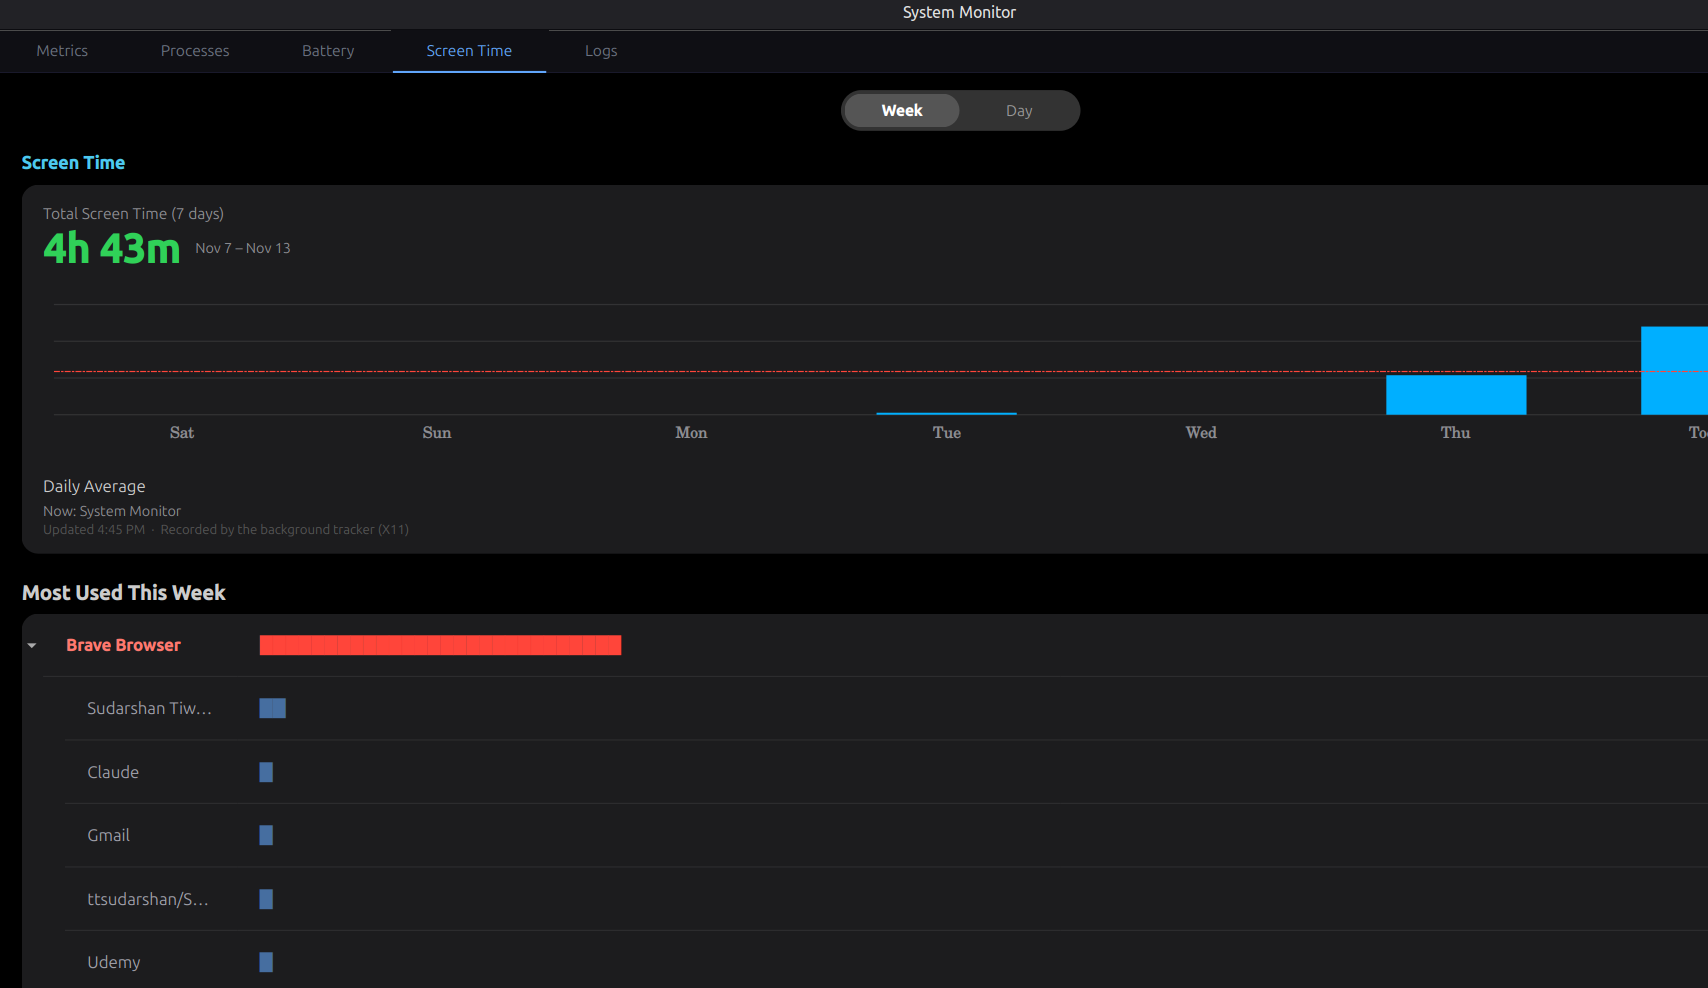 System Monitor
Metrics Processes Battery Screen Time Logs
Week Day
Screen Time
Total Screen Time (7 days)
4h 43m Nov 7 – Nov 13
Sat Sun Mon Tue Wed Thu
Daily Average
Now: System Monitor
Updated 4:45 PM · Recorded by the background tracker (X11)
Most Used This Week
Brave Browser
Sudarshan Tiw...
Claude
Gmail
ttsudarshan/S...
Udemy